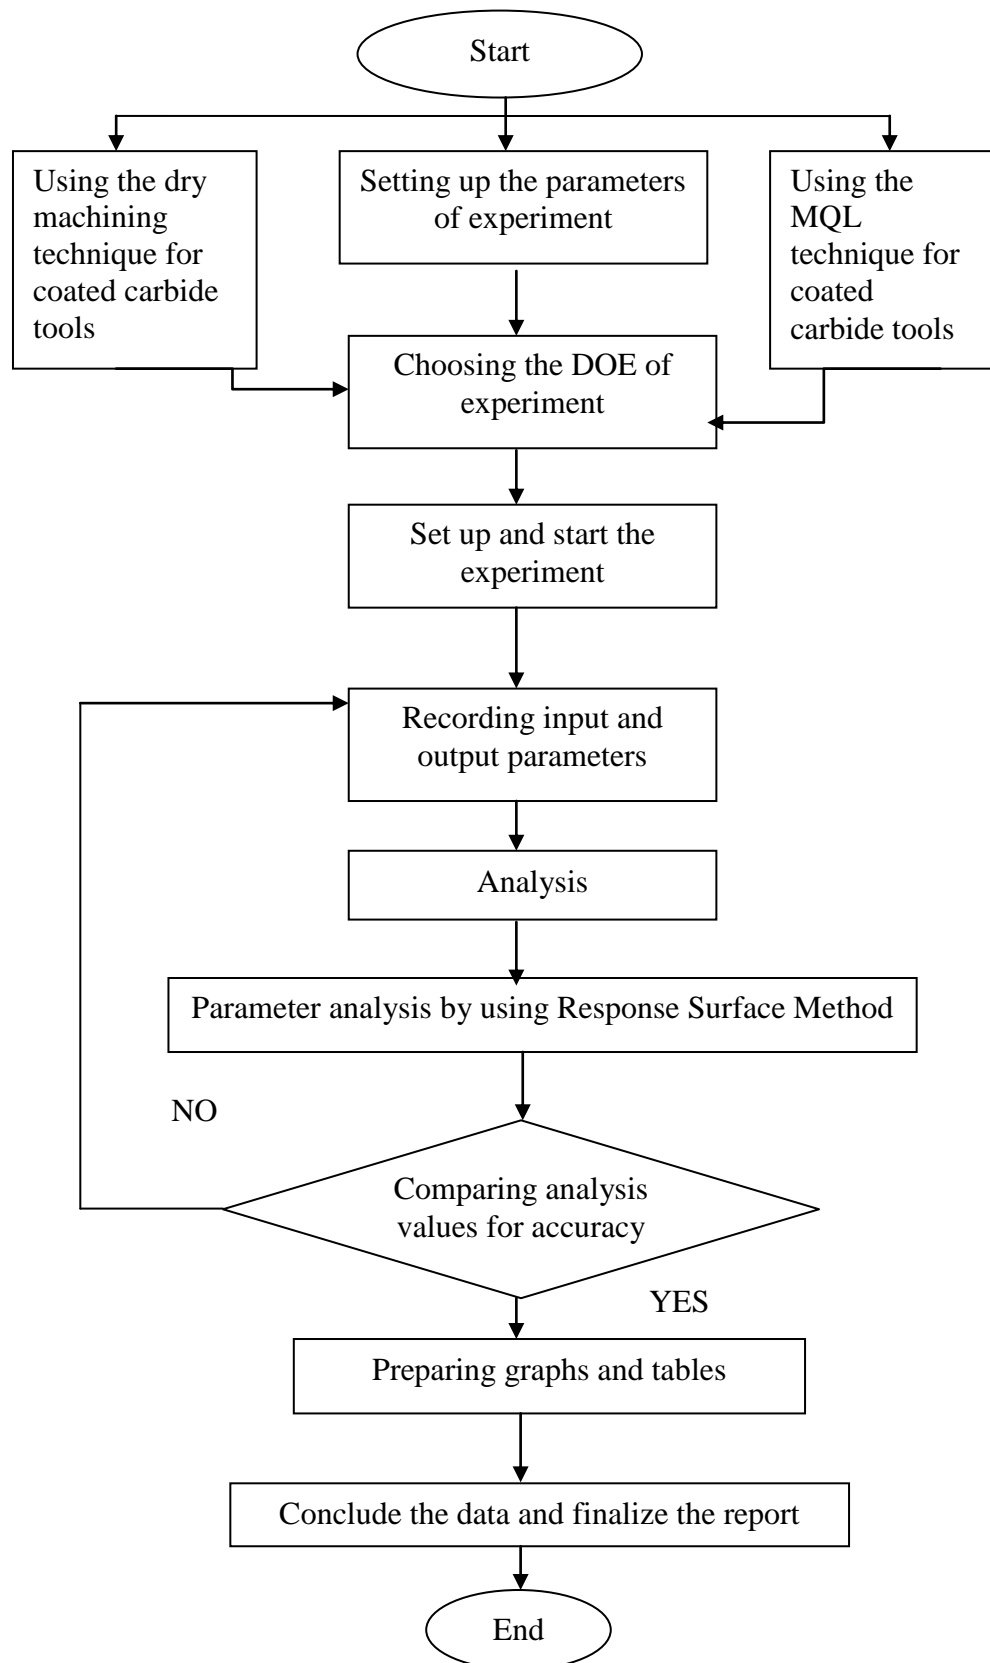 Start
Using the dry
machining
technique for
coated carbide
tools
Setting up the parameters
of experiment
Using the
MQL
technique for
coated
carbide tools
Choosing the DOE of
experiment
Set up and start the
experiment
Recording input and
output parameters
Analysis
Parameter analysis by using Response Surface Method
NO
Comparing analysis
values for accuracy
YES
Preparing graphs and tables
Conclude the data and finalize the report
End